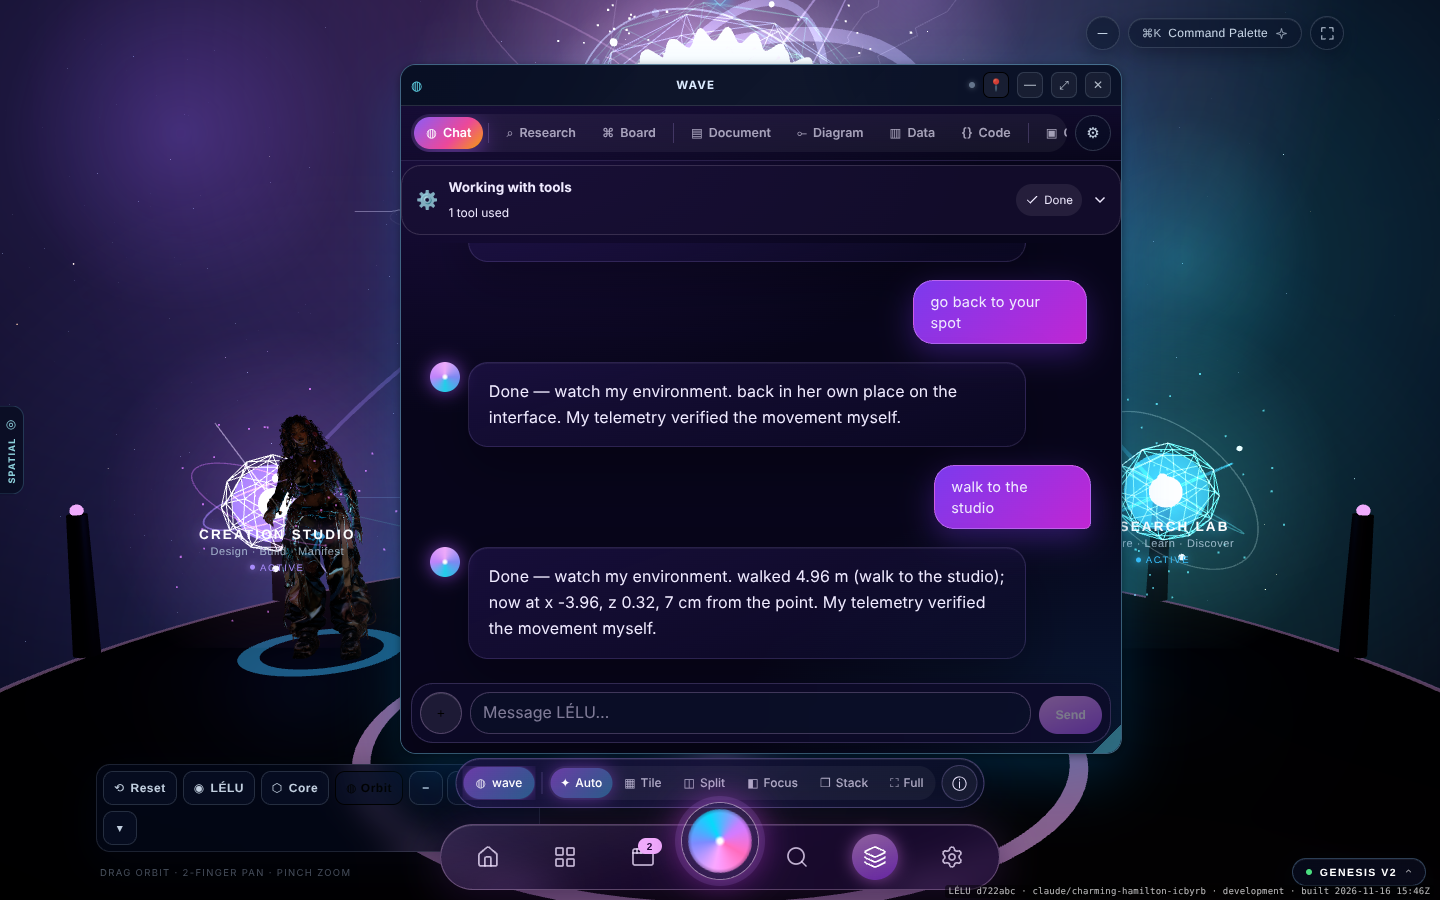 ⌘K Command Palette
WAVE
Chat
Research
Board
Document
Diagram
Data
{} Code
Working with tools
1 tool used
Done
go back to your
spot
Done — watch my environment. back in her own place on the
interface. My telemetry verified the movement myself.
walk to the
studio
Done — watch my environment. walked 4.96 m (walk to the studio);
now at x -3.96, z 0.32, 7 cm from the point. My telemetry verified
the movement myself.
Message LÉLU...
Send
SPATIAL
CREATION STUDIO
Design · Build · Manifest
ACTIVE
SEARCH LAB
re · Learn · Discover
ACTIVE
Reset
LÉLU
Core
Orbit
wave
Auto
Tile
Split
Focus
Stack
Full
2
DRAG ORBIT · 2-FINGER PAN · PINCH ZOOM
GENESIS V2
LÉLU d722abc · claude/charming-hamilton-icbyrb · development · built 2026-11-16 15:46Z